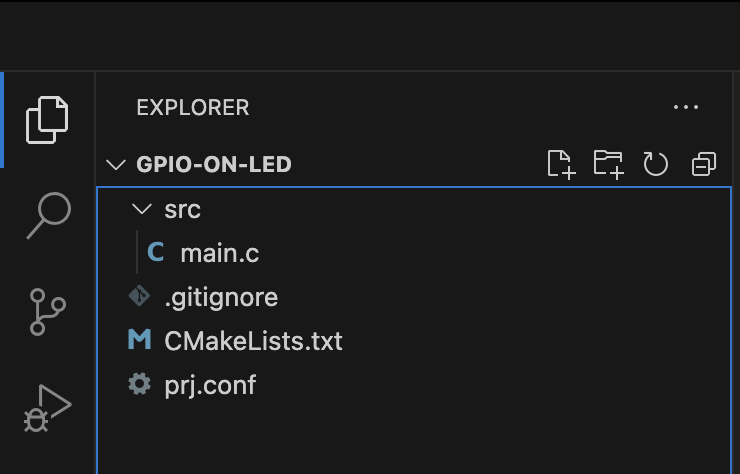 EXPLORER
GPIO-ON-LED
src
C main.c
.gitignore
M CMakeLists.txt
prj.conf